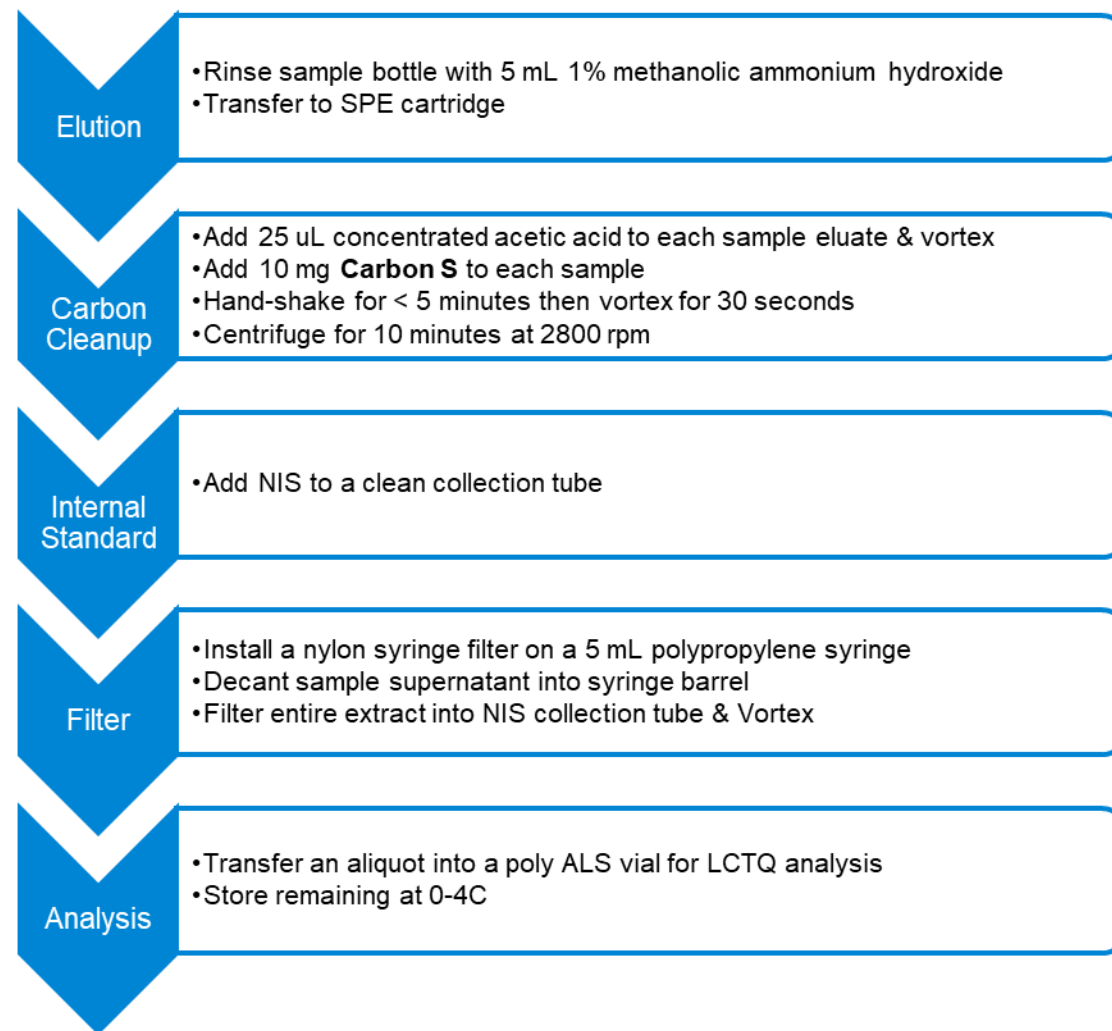 Elution
•Rinse sample bottle with 5 mL 1% methanolic ammonium hydroxide
•Transfer to SPE cartridge
Carbon
Cleanup
•Add 25 uL concentrated acetic acid to each sample eluate & vortex
•Add 10 mg Carbon S to each sample
•Hand-shake for < 5 minutes then vortex for 30 seconds
•Centrifuge for 10 minutes at 2800 rpm
Internal
Standard
•Add NIS to a clean collection tube
Filter
•Install a nylon syringe filter on a 5 mL polypropylene syringe
•Decant sample supernatant into syringe barrel
•Filter entire extract into NIS collection tube & Vortex
Analysis
•Transfer an aliquot into a poly ALS vial for LCTQ analysis
•Store remaining at 0-4C